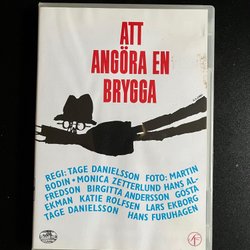 ATT
ANGÖRA EN
BRYGGA
REGI: TAGE DANIELSSON FOTO: MARTIN
BODIN • MONICA ZETTERLUND HANS AL-
FREDSON BIRGITTA ANDERSSON GÖSTA
EKMAN KATIE ROLFSEN LARS EKBORG
TAGE DANIELSSON HANS FURUHAGEN